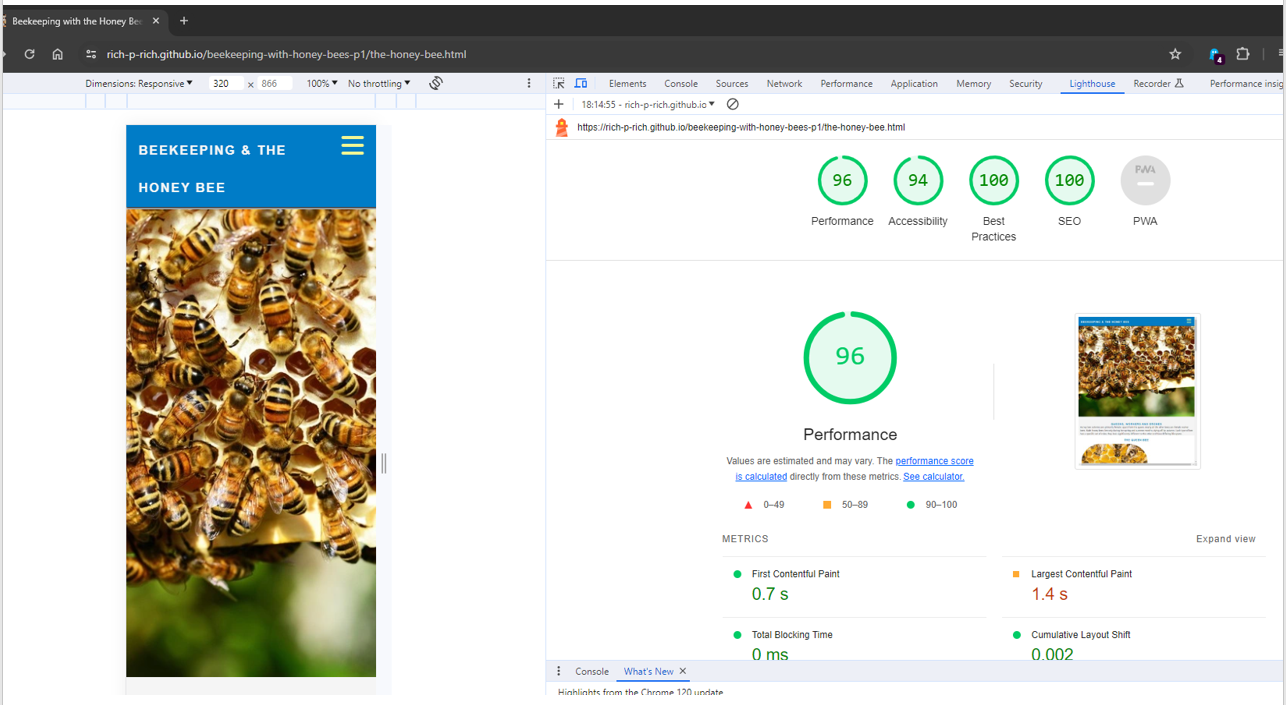 Beekeeping with the Honey Bee
rich-p-rich.github.io/beekeeping-with-honey-bees-p1/the-honey-bee.html
4
Dimensions: Responsive 320 × 866 100% No throttling
Elements Console Sources Network Performance Application Memory Security Lighthouse Recorder Performance insig
18:14:55 - rich-p-rich.github.io
https://rich-p-rich.github.io/beekeeping-with-honey-bees-p1/the-honey-bee.html
BEEKEEPING & THE
HONEY BEE
96 94 100 100 PWA
Performance Accessibility Best SEO PWA
Practices
96
Performance
Values are estimated and may vary. The performance score
is calculated directly from these metrics. See calculator.
0–49 50–89 90–100
METRICS Expand view
First Contentful Paint Largest Contentful Paint
0.7 s 1.4 s
Total Blocking Time Cumulative Layout Shift
0 ms 0.002
BEEKEEPING & THE HONEY BEE
Console What's New
Highlights from the Chrome 120 update